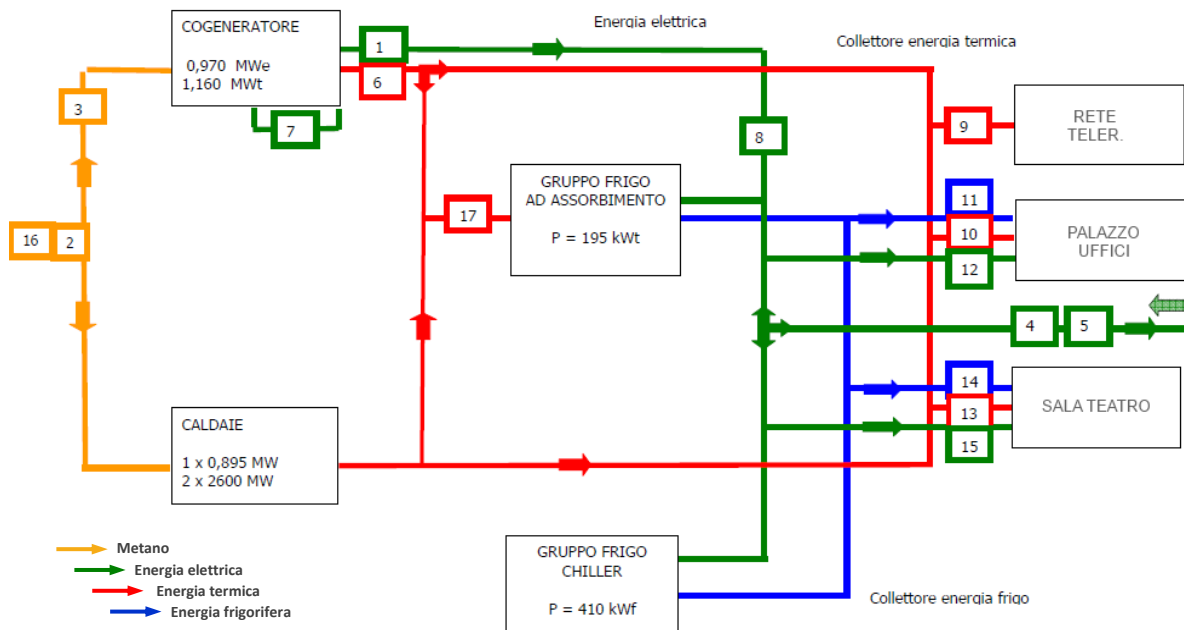 COGENERATORE
0,970 MWe
1,160 MWt
Energia elettrica
Collettore energia termica
1
6
3
7
8
9
RETE
TELER.
GRUPPO FRIGO
AD ASSORBIMENTO
P = 195 kWt
17
11
10
12
PALAZZO
UFFICI
16
2
4
5
14
13
15
SALA TEATRO
CALDAIE
1 x 0,895 MW
2 x 2600 MW
Metano
Energia elettrica
Energia termica
Energia frigorifera
GRUPPO FRIGO
CHILLER
P = 410 kWf
Collettore energia frigo